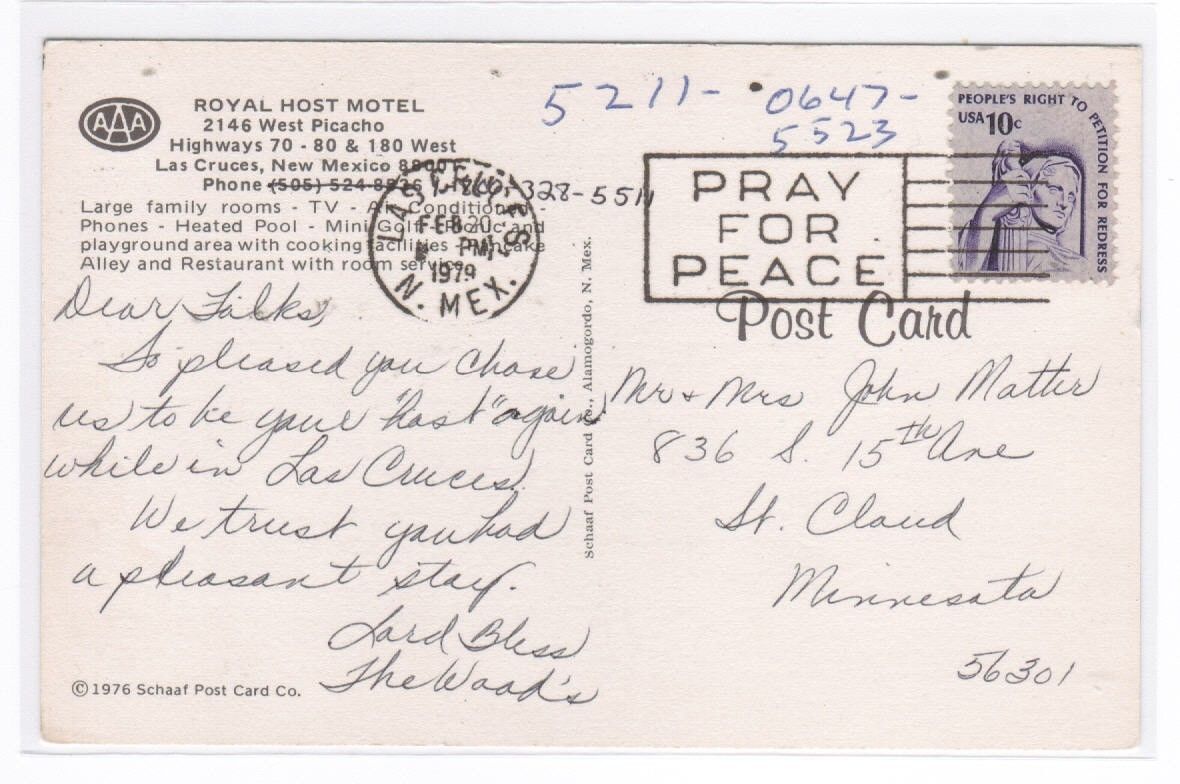 AAA
ROYAL HOST MOTEL
2146 West Picacho
Highways 70 - 80 & 180 West
Las Cruces, New Mexico
Phone (505) 328-5511
Large family rooms - TV - Air Conditioned -
Phones - Heated Pool - Mini Golf - Picnic and
playground area with cooking facilities - Pancake
Alley and Restaurant with room service.
Dear Folks,
So pleased you chose
us to be your "host" again
while in Las Cruces.
We trust you had
a pleasant stay.
Lord Bless
The Wood's
© 1976 Schaaf Post Card Co.
FEB 20
PM
1979
N. MEX.
Schaaf Post Card Co., Alamogordo, N. Mex.
5211- 0647-
5523
PRAY
FOR
PEACE
PEOPLE'S RIGHT TO PETITION FOR REDRESS
USA 10c
Post Card
Mr + Mrs John Matter
836 S. 15th Ave
St. Cloud
Minnesota
56301